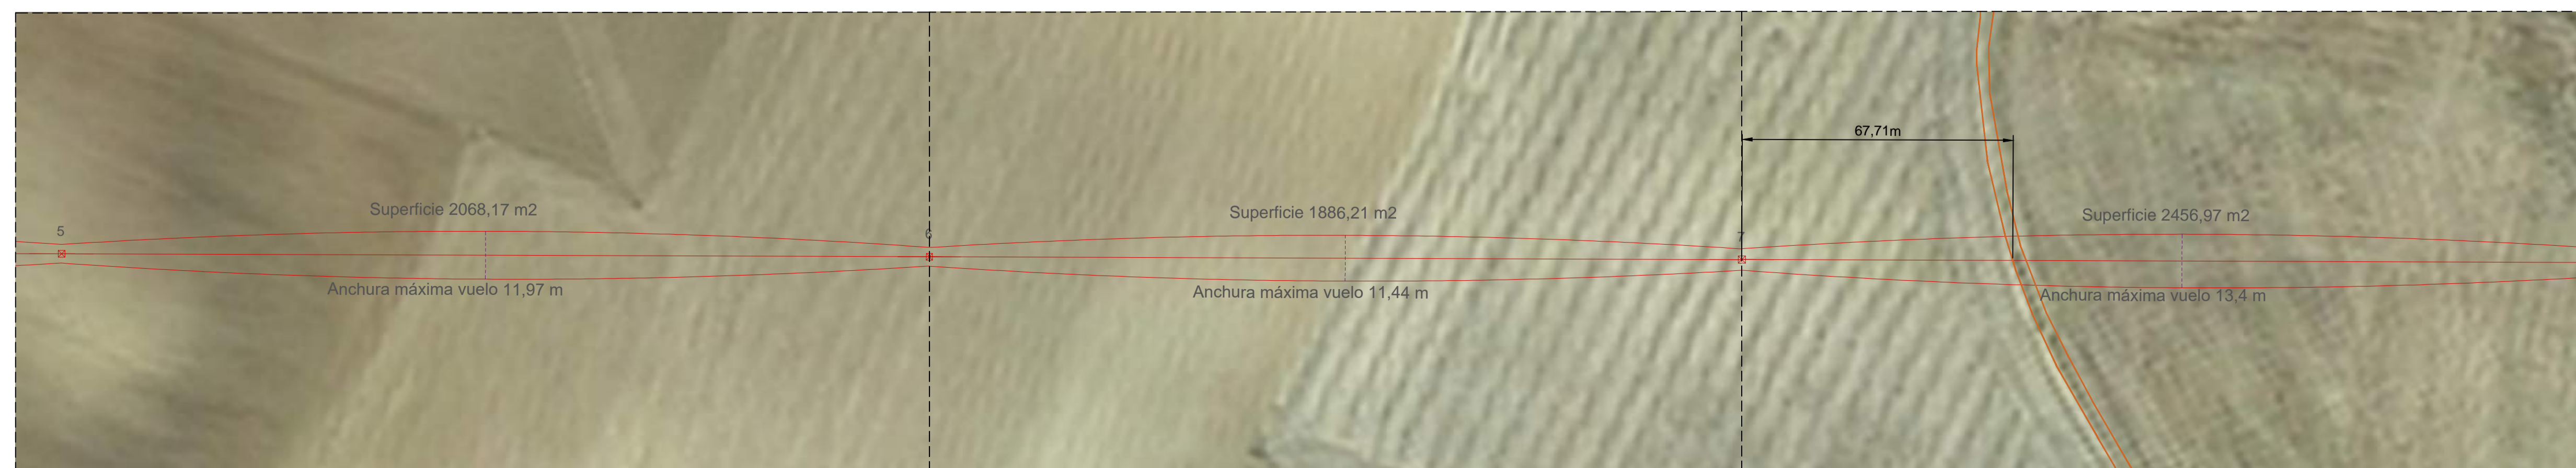 67,71m
Superficie 2068,17 m2
Superficie 1886,21 m2
Superficie 2456,97 m2
5
6
7
Anchura máxima vuelo 11,97 m
Anchura máxima vuelo 11,44 m
Anchura máxima vuelo 13,4 m